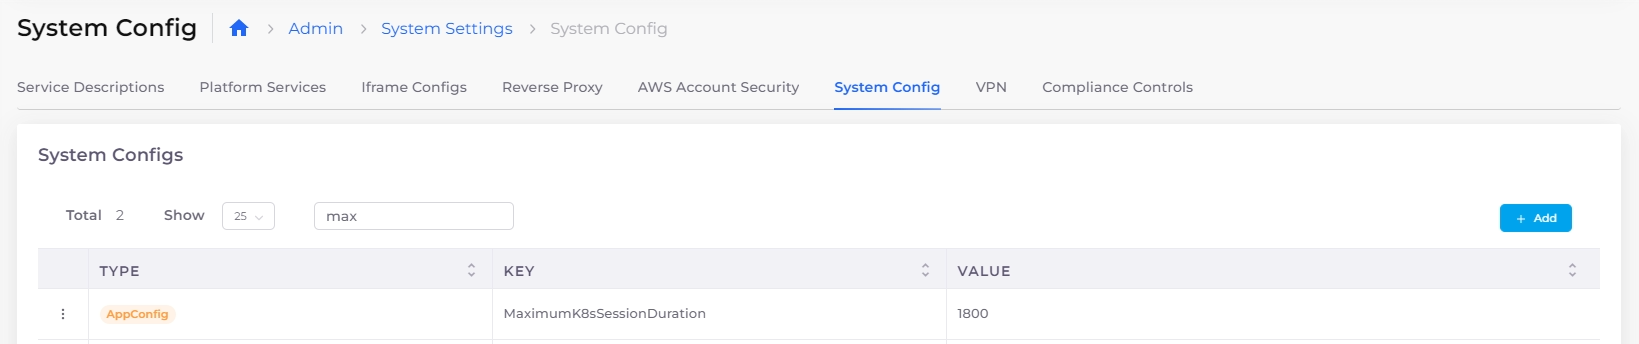 System Config Admin System Settings System Config
Service Descriptions Platform Services Iframe Configs Reverse Proxy AWS Account Security System Config VPN Compliance Controls
System Configs
Total 2 Show 25 max + Add
TYPE KEY VALUE
AppConfig MaximumK8sSessionDuration 1800